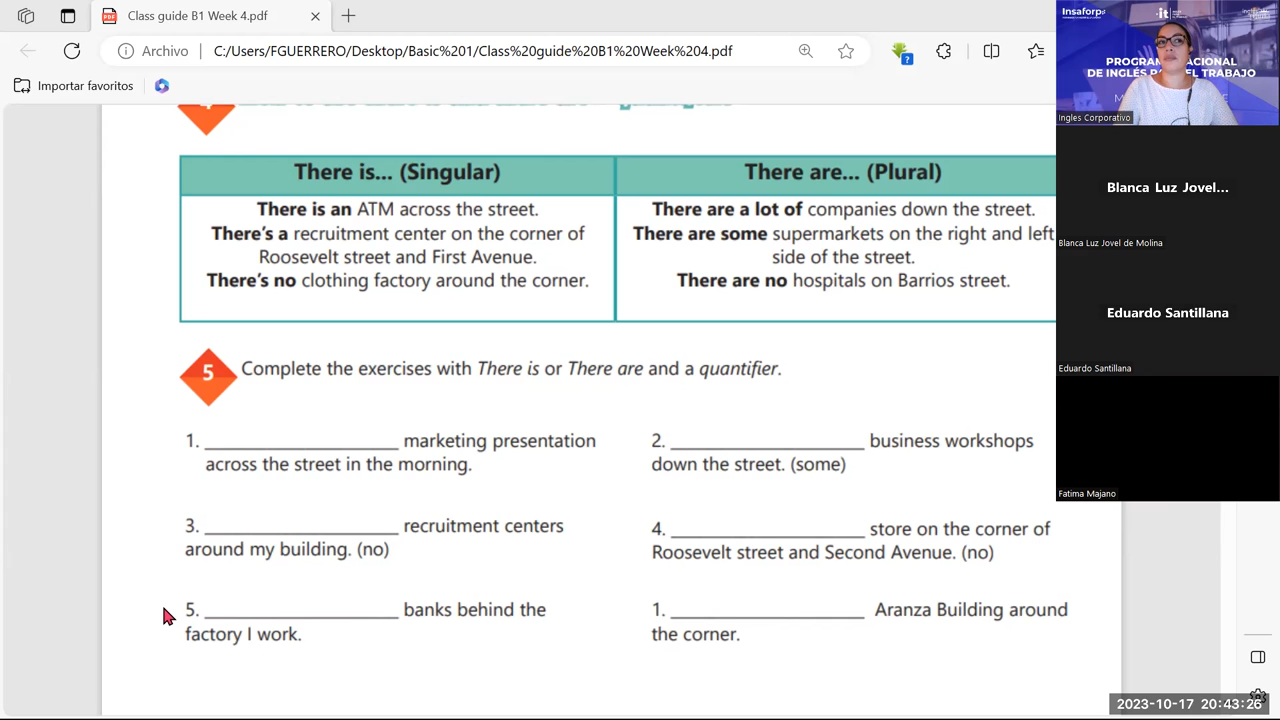 Class guide B1 Week 4.pdf
Archivo
C:/Users/FGUERRERO/Desktop/Basic%201/Class%20guide%20B1%20Week%204.pdf
Importar favoritos
There is... (Singular)
There are... (Plural)
There is an ATM across the street.
There's a recruitment center on the corner of
Roosevelt street and First Avenue.
There's no clothing factory around the corner.
There are a lot of companies down the street.
There are some supermarkets on the right and left
side of the street.
There are no hospitals on Barrios street.
5
Complete the exercises with There is or There are and a quantifier.
1. ____________________ marketing presentation
across the street in the morning.
2. ____________________ business workshops
down the street. (some)
3. ____________________ recruitment centers
around my building. (no)
4. ____________________ store on the corner of
Roosevelt street and Second Avenue. (no)
5. ____________________ banks behind the
factory I work.
1. ____________________ Aranza Building around
the corner.
Insaforp
Ingles Corporativo
Blanca Luz Jovel...
Blanca Luz Jovel de Molina
Eduardo Santillana
Eduardo Santillana
Fatima Majano
2023-10-17 20:43:26